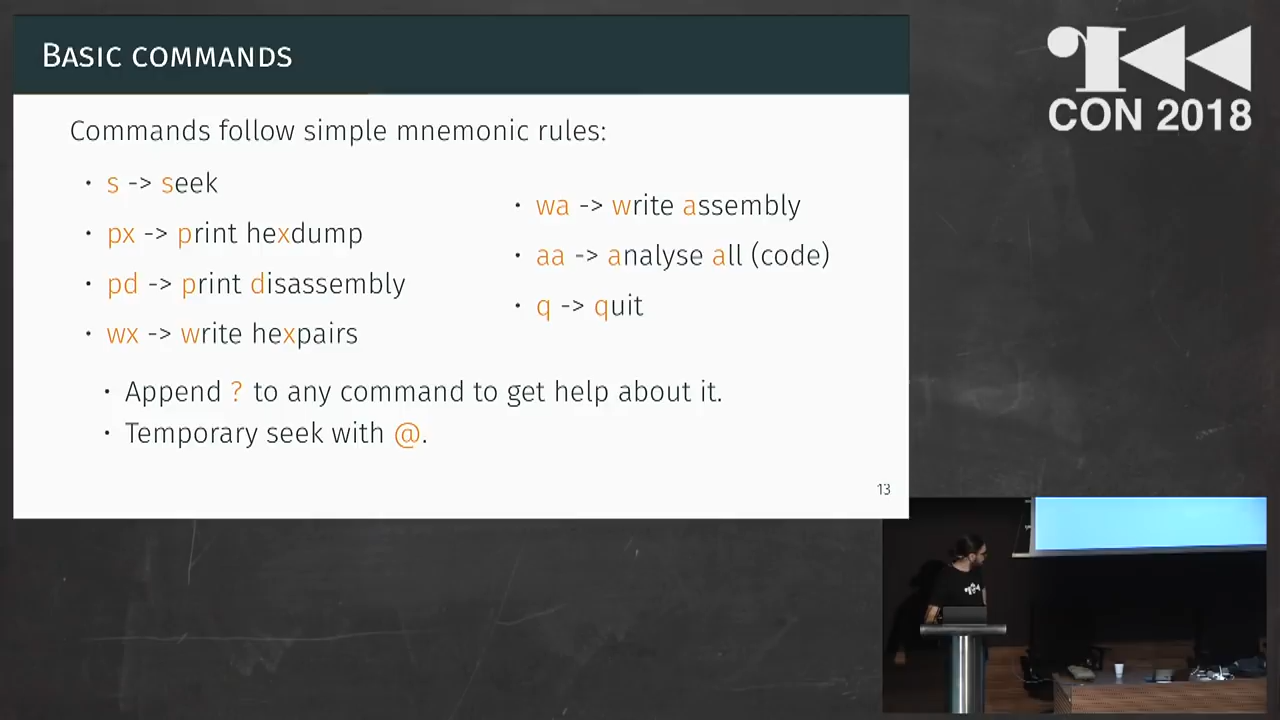 Basic commands
Commands follow simple mnemonic rules:
• s -> seek
• px -> print hexdump
• pd -> print disassembly
• wx -> write hexpairs
• wa -> write assembly
• aa -> analyse all (code)
• q -> quit
• Append ? to any command to get help about it.
• Temporary seek with @.
13
CON 2018